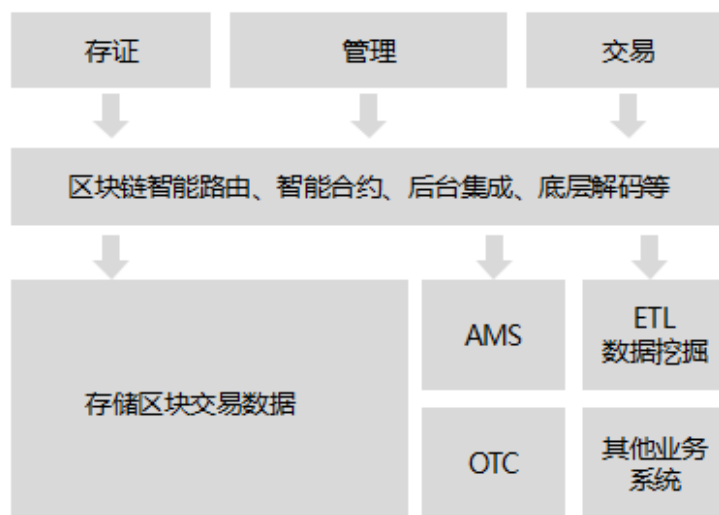 存证
管理
交易
区块链智能路由、智能合约、后台集成、底层解码等
存储区块交易数据
AMS
ETL
数据挖掘
OTC
其他业务
系统